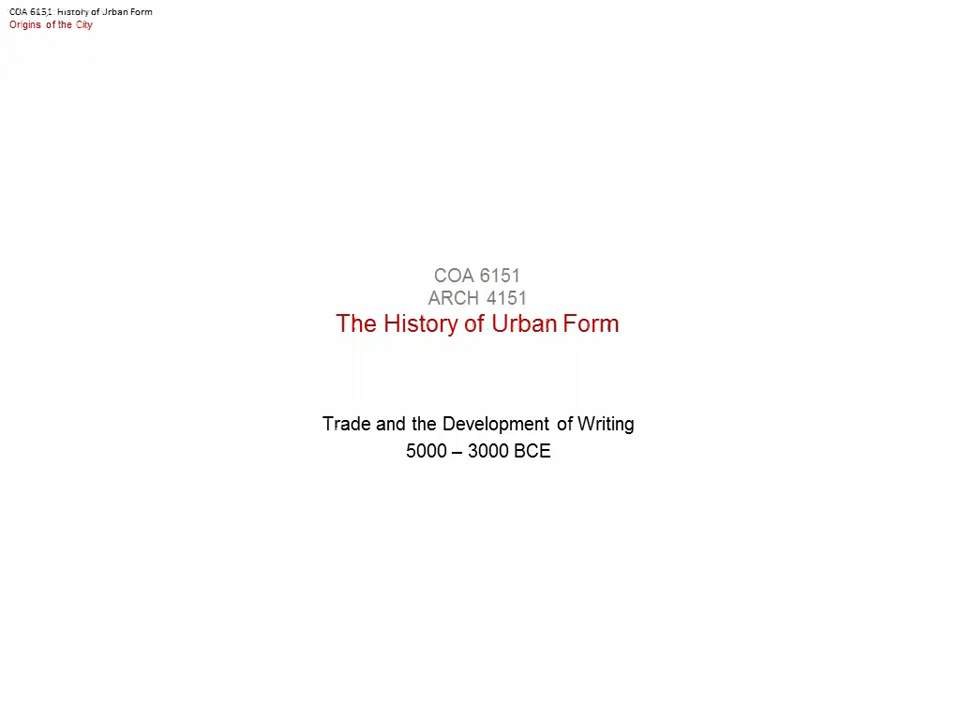 COA 6151 History of Urban Form
Origins of the City
COA 6151
ARCH 4151
The History of Urban Form
Trade and the Development of Writing
5000 – 3000 BCE